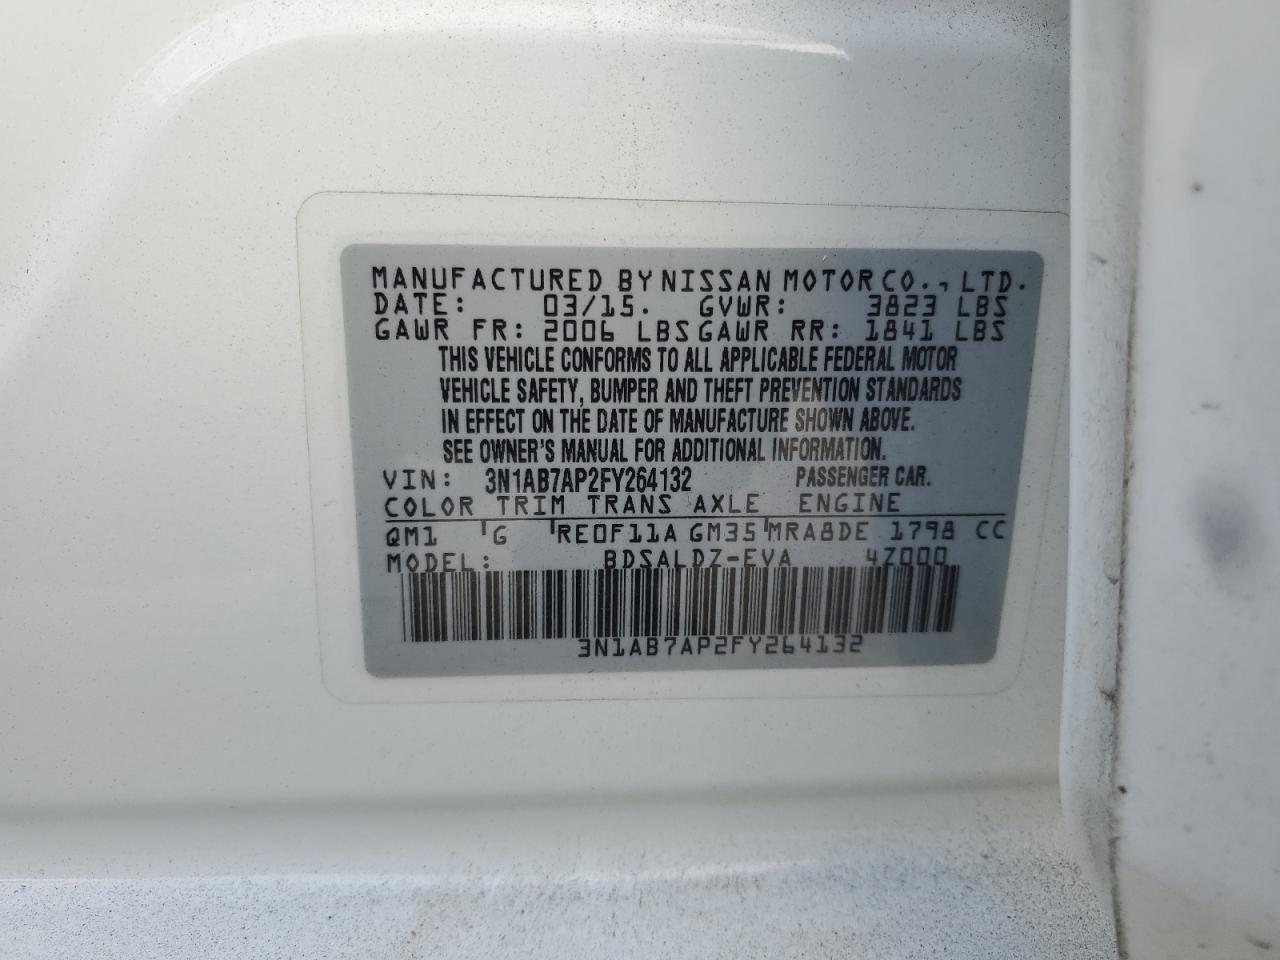 MANUFACTURED BY NISSAN MOTOR CO., LTD.
DATE: 03/15. GVWR: 3823 LBS
GAWR FR: 2006 LBS GAWR RR: 1841 LBS
THIS VEHICLE CONFORMS TO ALL APPLICABLE FEDERAL MOTOR
VEHICLE SAFETY, BUMPER AND THEFT PREVENTION STANDARDS
IN EFFECT ON THE DATE OF MANUFACTURE SHOWN ABOVE.
SEE OWNER'S MANUAL FOR ADDITIONAL INFORMATION.
VIN: 3N1AB7AP2FY264132 PASSENGER CAR.
COLOR TRIM TRANS AXLE ENGINE
QM1 G RE0F11A GM35 MRA8DE 1798 CC
MODEL: BDSALDZ-EVA 4Z000
3N1AB7AP2FY264132